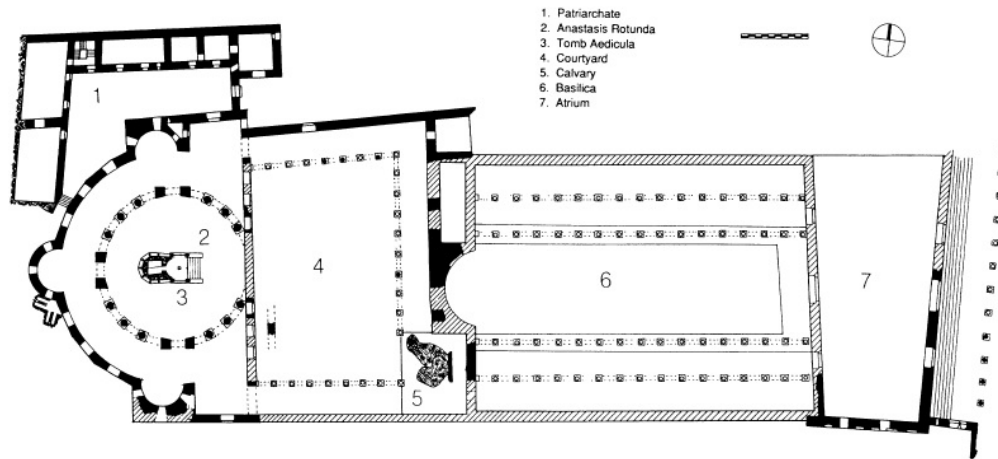 1. Patriarchate
2. Anastasis Rotunda
3. Tomb Aedicula
4. Courtyard
5. Calvary
6. Basilica
7. Atrium
1
2
3
4
5
6
7